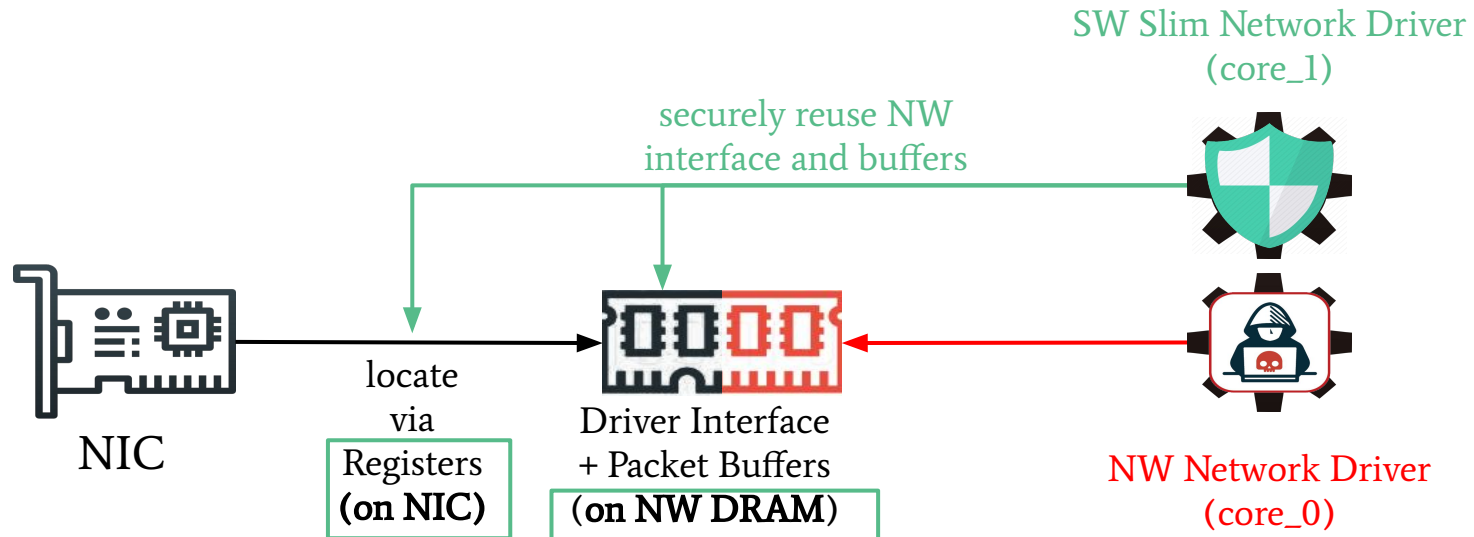 SW Slim Network Driver
(core_1)
securely reuse NW
interface and buffers
NIC
locate
via
Registers
(on NIC)
Driver Interface
+ Packet Buffers
(on NW DRAM)
NW Network Driver
(core_0)